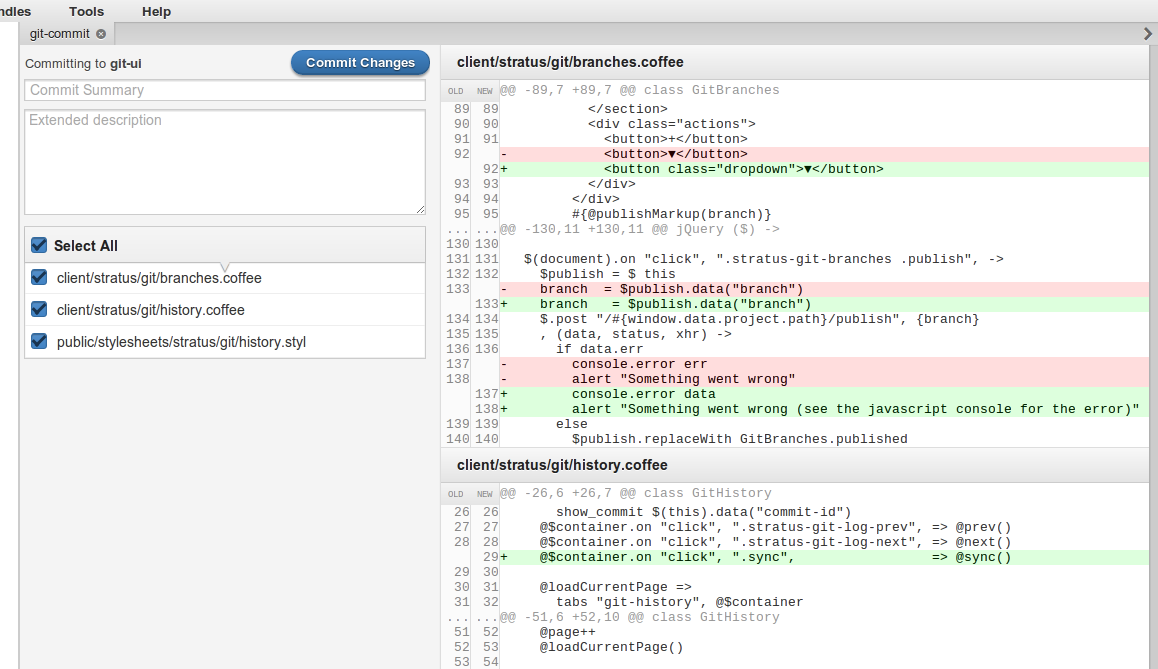 ndles Tools Help
git-commit
Committing to git-ui Commit Changes
Commit Summary
Extended description
Select All
client/stratus/git/branches.coffee
client/stratus/git/history.coffee
public/stylesheets/stratus/git/history.styl
client/stratus/git/branches.coffee
OLD NEW @@ -89,7 +89,7 @@ class GitBranches
89 89 </section>
90 90 <div class="actions">
91 91 <button>+</button>
92 - <button>▼</button>
92+ <button class="dropdown">▼</button>
93 93 </div>
94 94 </div>
95 95 #{@publishMarkup(branch)}
... ...@@ -130,11 +130,11 @@ jQuery ($) ->
130 130
131 131 $(document).on "click", ".stratus-git-branches .publish", ->
132 132 $publish = $ this
133 - branch  = $publish.data("branch")
133+ branch   = $publish.data("branch")
134 134 $.post "/#{window.data.project.path}/publish", {branch}
135 135 , (data, status, xhr) ->
136 136 if data.err
137 - console.error err
138 - alert "Something went wrong"
137+ console.error data
138+ alert "Something went wrong (see the javascript console for the error)"
139 139 else
140 140 $publish.replaceWith GitBranches.published
client/stratus/git/history.coffee
OLD NEW @@ -26,6 +26,7 @@ class GitHistory
26 26 show_commit $(this).data("commit-id")
27 27 @$container.on "click", ".stratus-git-log-prev", => @prev()
28 28 @$container.on "click", ".stratus-git-log-next", => @next()
29+ @$container.on "click", ".sync", => @sync()
29 30
30 31 @loadCurrentPage =>
31 32 tabs "git-history", @$container
... ...@@ -51,6 +52,10 @@ class GitHistory
51 52 @page++
52 53 @loadCurrentPage()
53 54